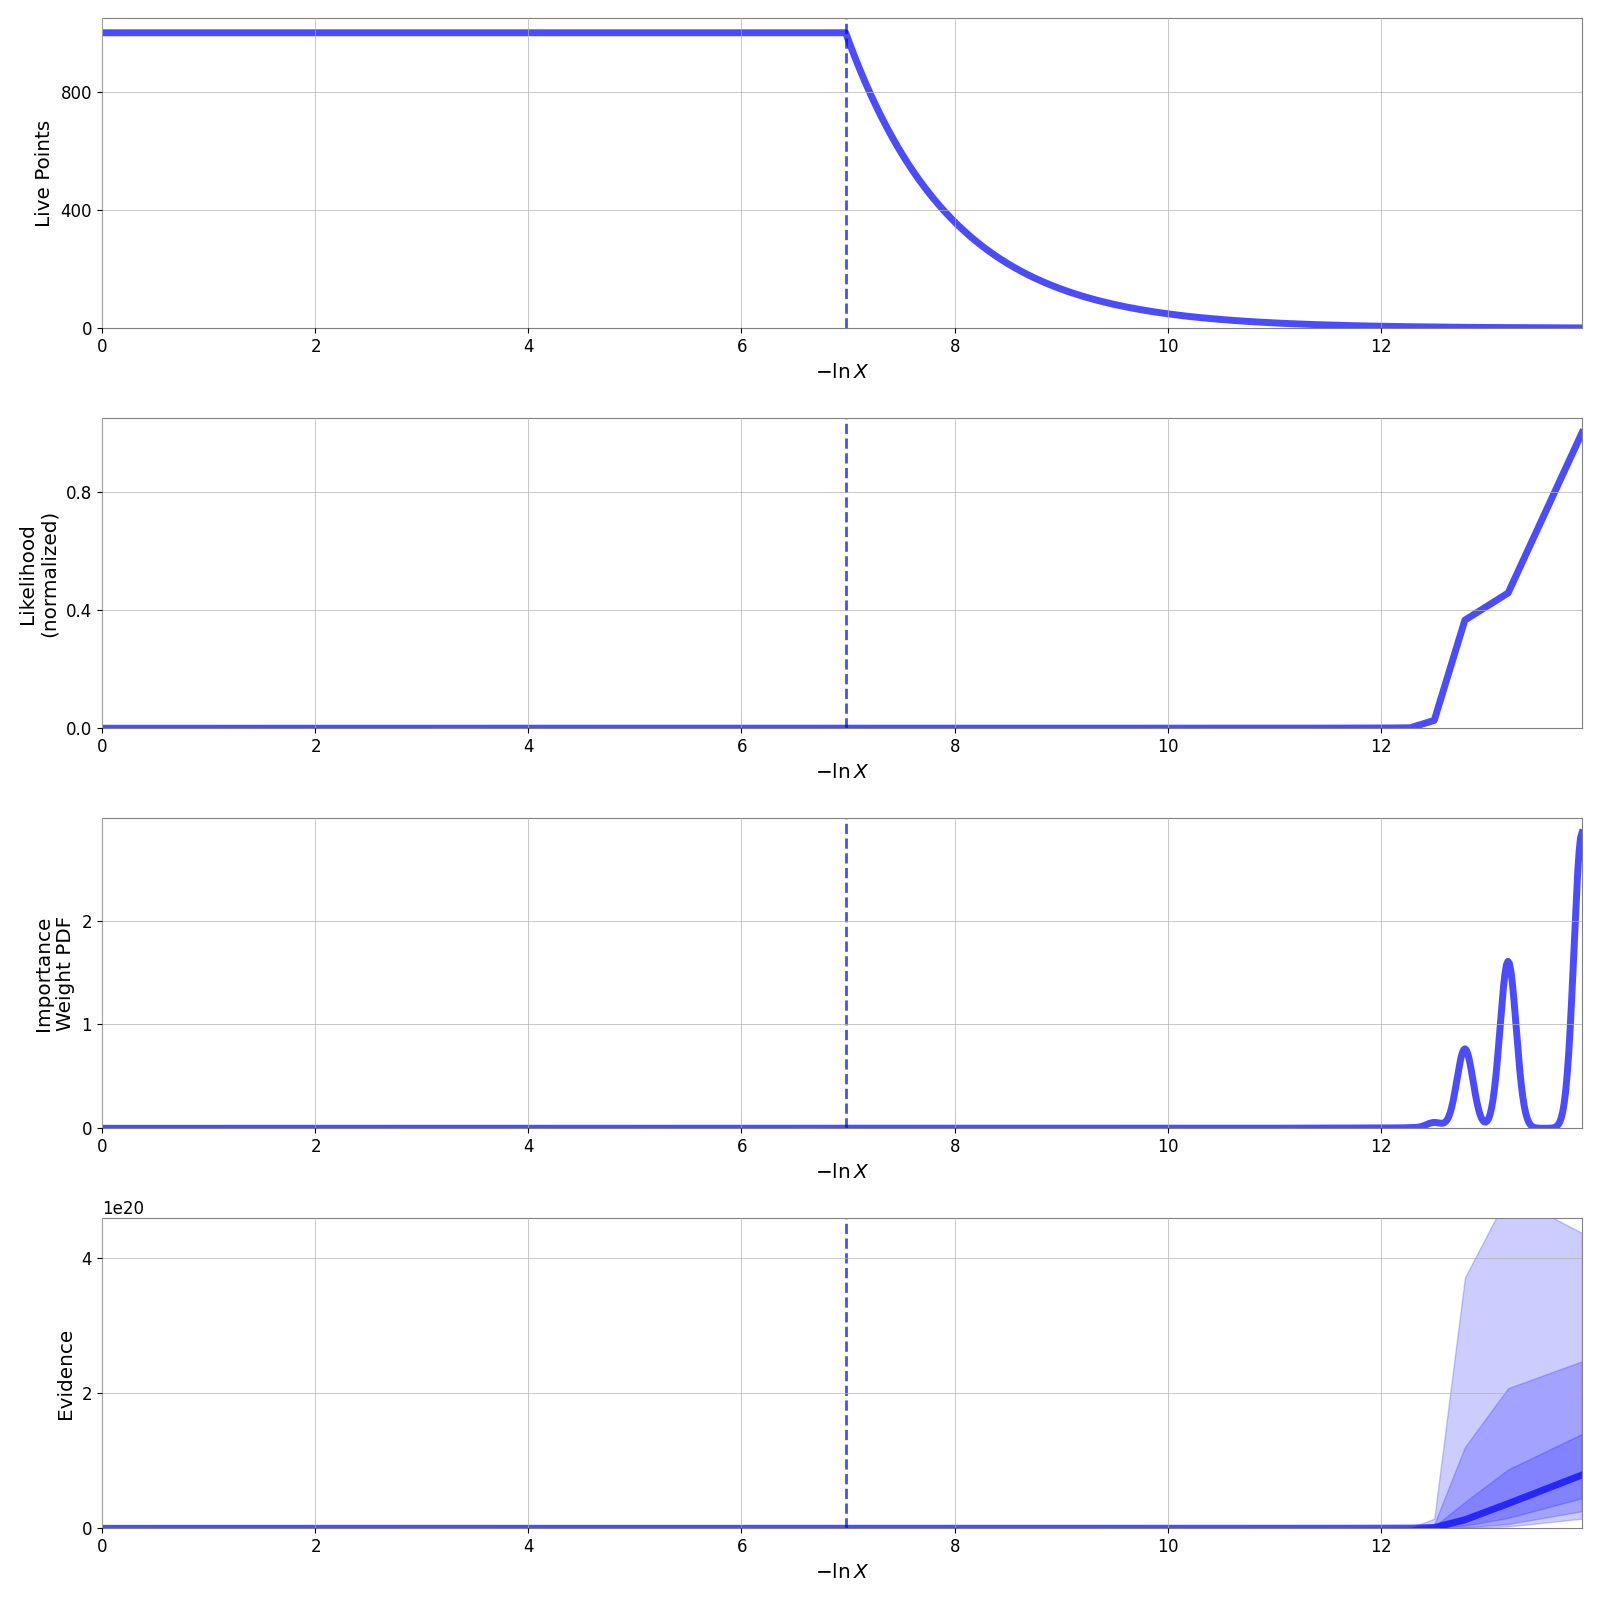 800
400
0
Live Points
0 2 4 6 8 10 12
−ln X
0.8
0.4
0.0
Likelihood
(normalized)
0 2 4 6 8 10 12
−ln X
2
1
0
Importance
Weight PDF
0 2 4 6 8 10 12
−ln X
1e20
4
2
0
Evidence
0 2 4 6 8 10 12
−ln X